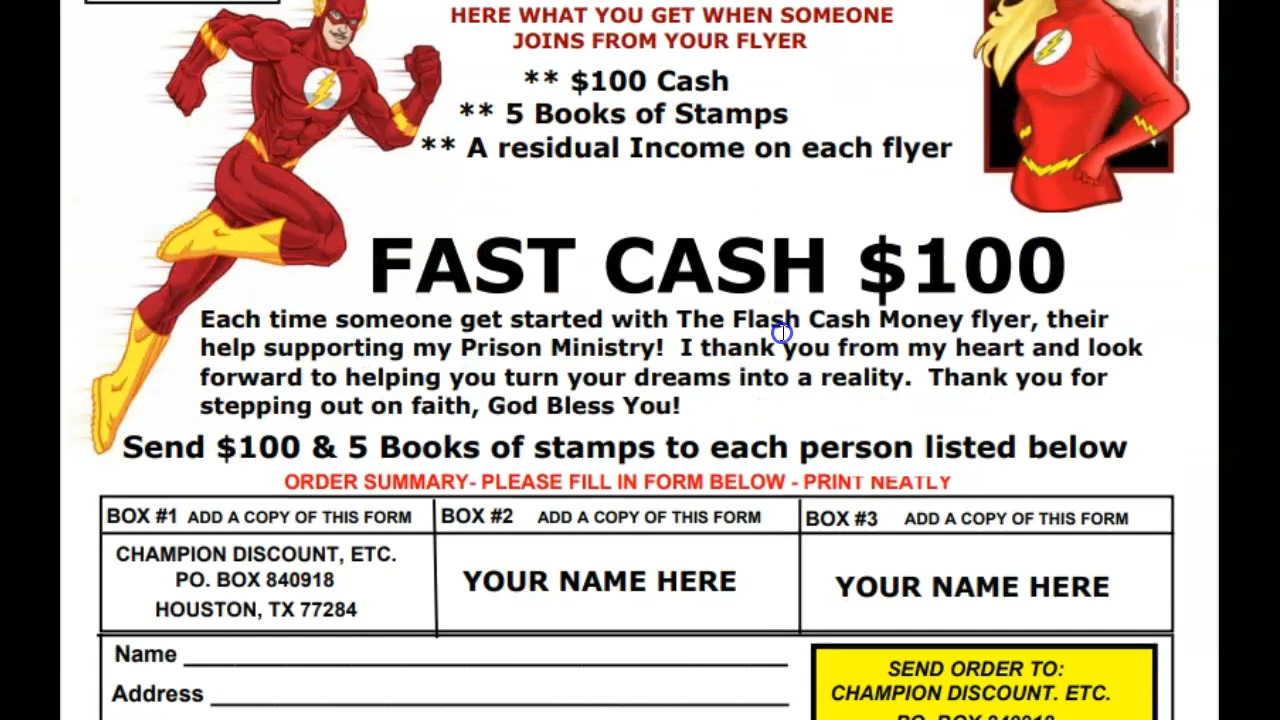 HERE WHAT YOU GET WHEN SOMEONE
JOINS FROM YOUR FLYER
** $100 Cash
** 5 Books of Stamps
** A residual Income on each flyer
FAST CASH $100
Each time someone get started with The Flash Cash Money flyer, their
help supporting my Prison Ministry! I thank you from my heart and look
forward to helping you turn your dreams into a reality. Thank you for
stepping out on faith, God Bless You!
Send $100 & 5 Books of stamps to each person listed below
ORDER SUMMARY- PLEASE FILL IN FORM BELOW - PRINT NEATLY
BOX #1 ADD A COPY OF THIS FORM
BOX #2 ADD A COPY OF THIS FORM
BOX #3 ADD A COPY OF THIS FORM
CHAMPION DISCOUNT, ETC.
PO. BOX 840918
HOUSTON, TX 77284
YOUR NAME HERE
YOUR NAME HERE
Name
Address
SEND ORDER TO:
CHAMPION DISCOUNT. ETC.
PO. BOX 840918